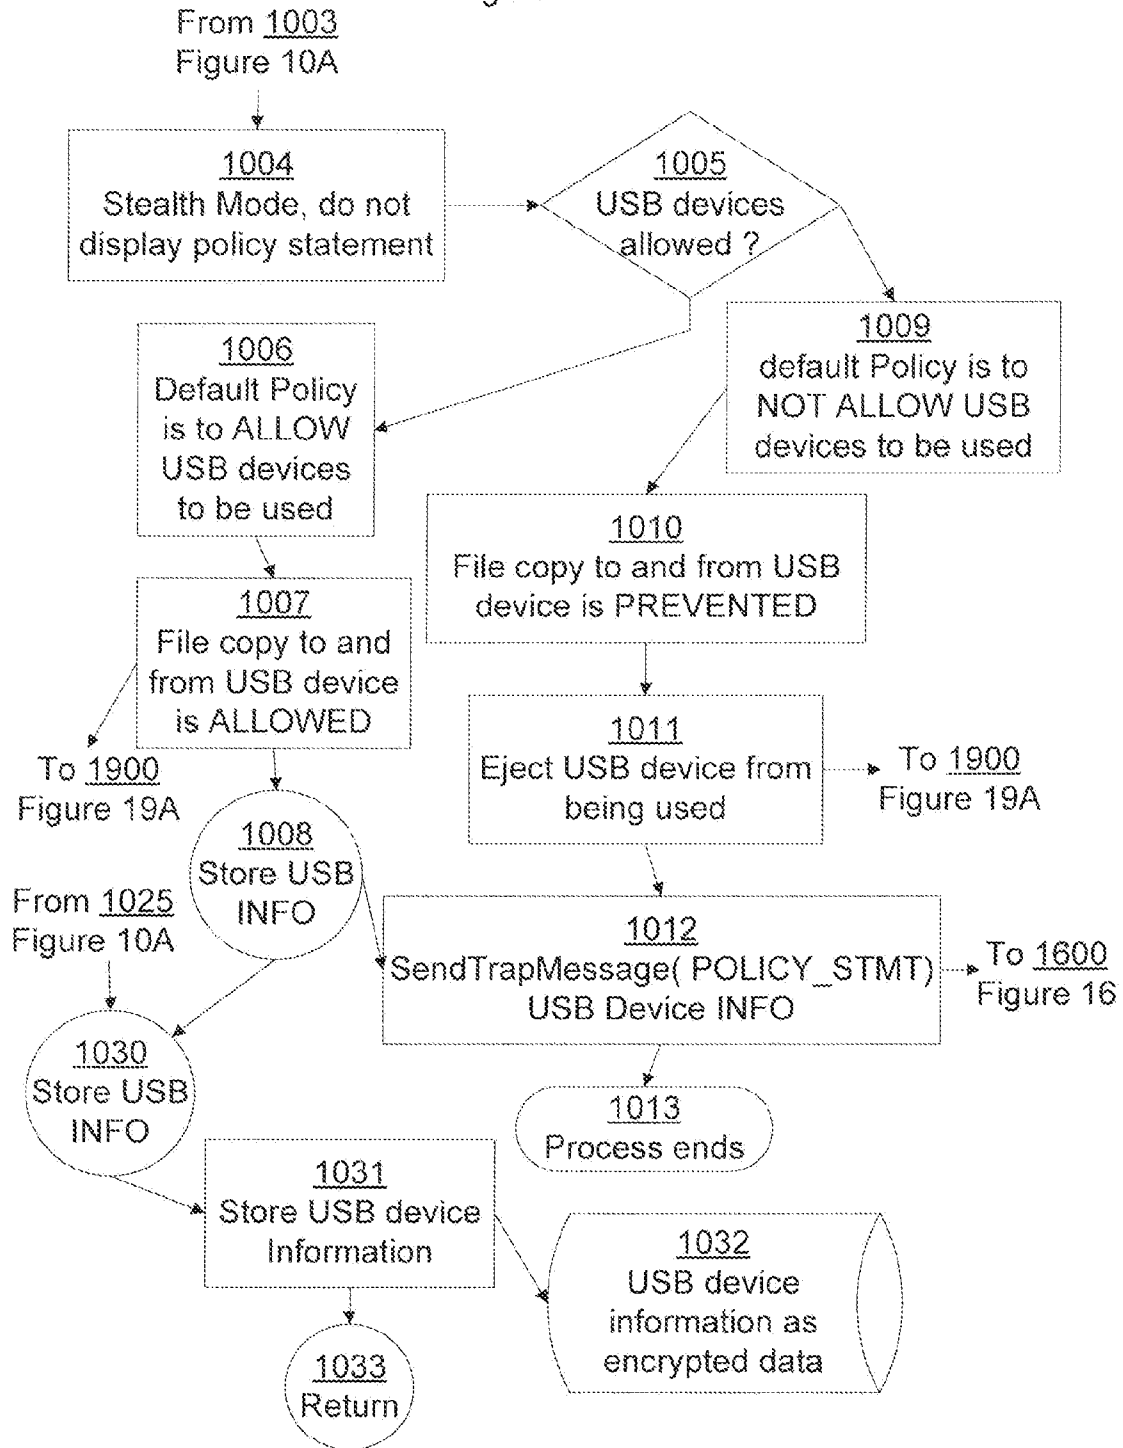 From 1003
Figure 10A
1004
Stealth Mode, do not
display policy statement
1005
USB devices
allowed ?
1006
Default Policy
is to ALLOW
USB devices
to be used
1009
default Policy is to
NOT ALLOW USB
devices to be used
1010
File copy to and from USB
device is PREVENTED
1007
File copy to and
from USB device
is ALLOWED
1011
Eject USB device from
being used
To 1900
Figure 19A
To 1900
Figure 19A
1008
Store USB
INFO
From 1025
Figure 10A
1012
SendTrapMessage( POLICY_STMT)
USB Device INFO
To 1600
Figure 16
1030
Store USB
INFO
1013
Process ends
1031
Store USB device
Information
1032
USB device
information as
encrypted data
1033
Return